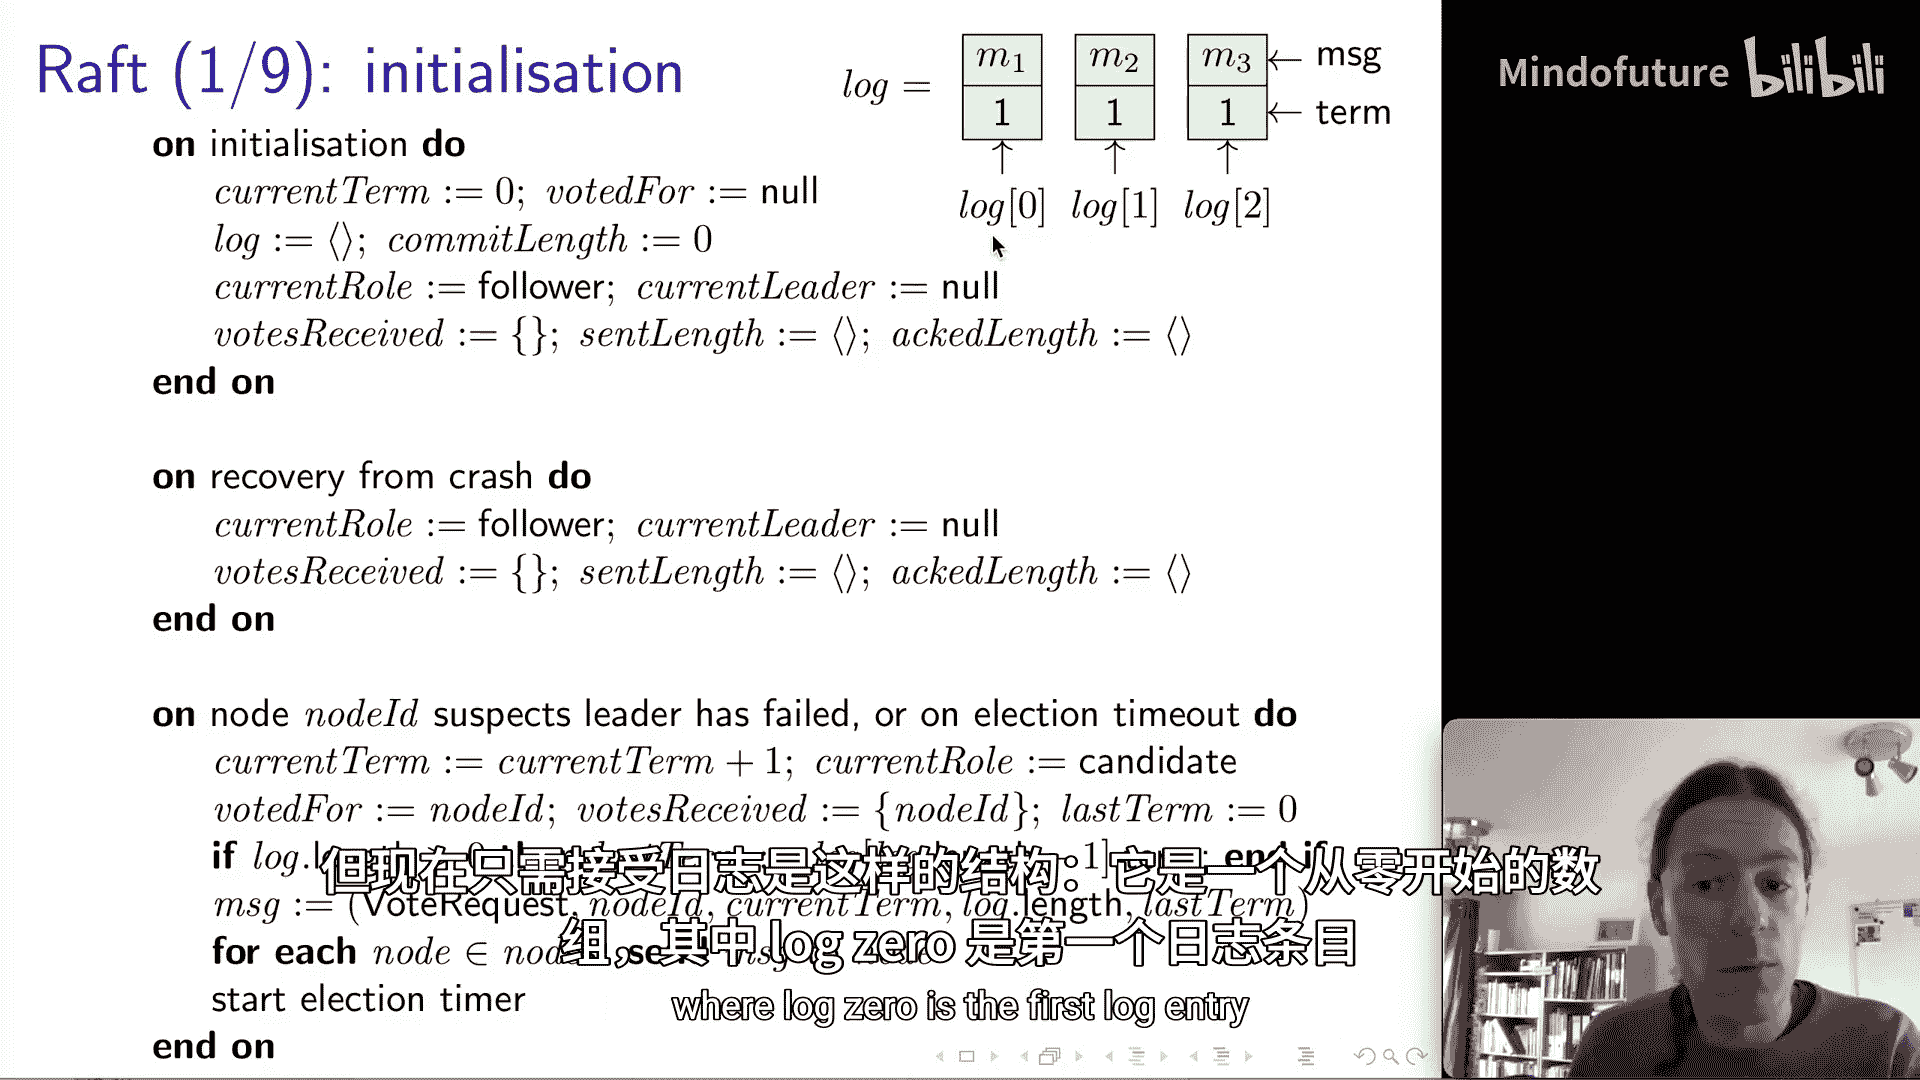 Raft (1/9): initialisation
log =
m₁ m₂ m₃ ← msg
1 1 1 ← term
↑ ↑ ↑
log[0] log[1] log[2]
Mindofuture bilibili
on initialisation do
currentTerm := 0; votedFor := null
log := ⟨⟩; commitLength := 0
currentRole := follower; currentLeader := null
votesReceived := {}; sentLength := ⟨⟩; ackedLength := ⟨⟩
end on
on recovery from crash do
currentRole := follower; currentLeader := null
votesReceived := {}; sentLength := ⟨⟩; ackedLength := ⟨⟩
end on
on node nodeId suspects leader has failed, or on election timeout do
currentTerm := currentTerm + 1; currentRole := candidate
votedFor := nodeId; votesReceived := {nodeId}; lastTerm := 0
if log. 1] end if
msg := (VoteRequest, nodeId, currentTerm, log.length, lastTerm)
for each node ∈
start election timer
end on
但现在只需接受日志是这样的结构：它是一个从零开始的数
组，其中 log zero 是第一个日志条目
where log zero is the first log entry